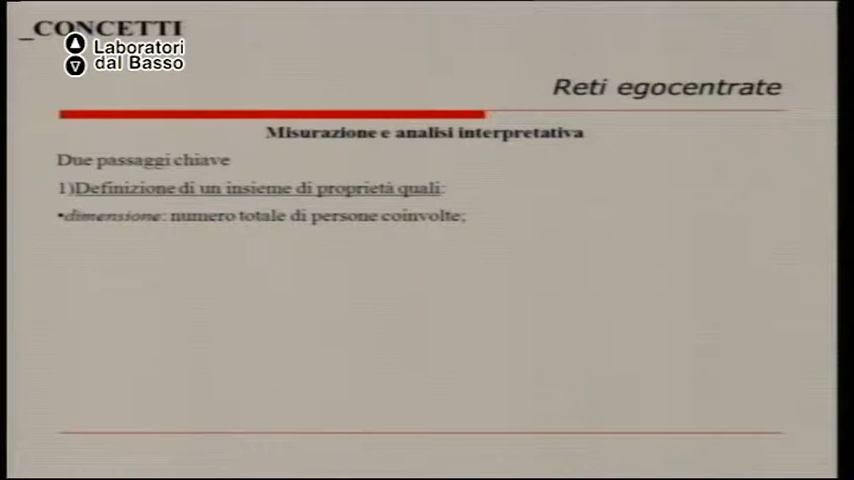 _CONCETTI
Laboratori
dal Basso
Reti egocentrate
Misurazione e analisi interpretativa
Due passaggi chiave
1)Definizione di un insieme di proprietà quali:
•dimensione: numero totale di persone coinvolte;